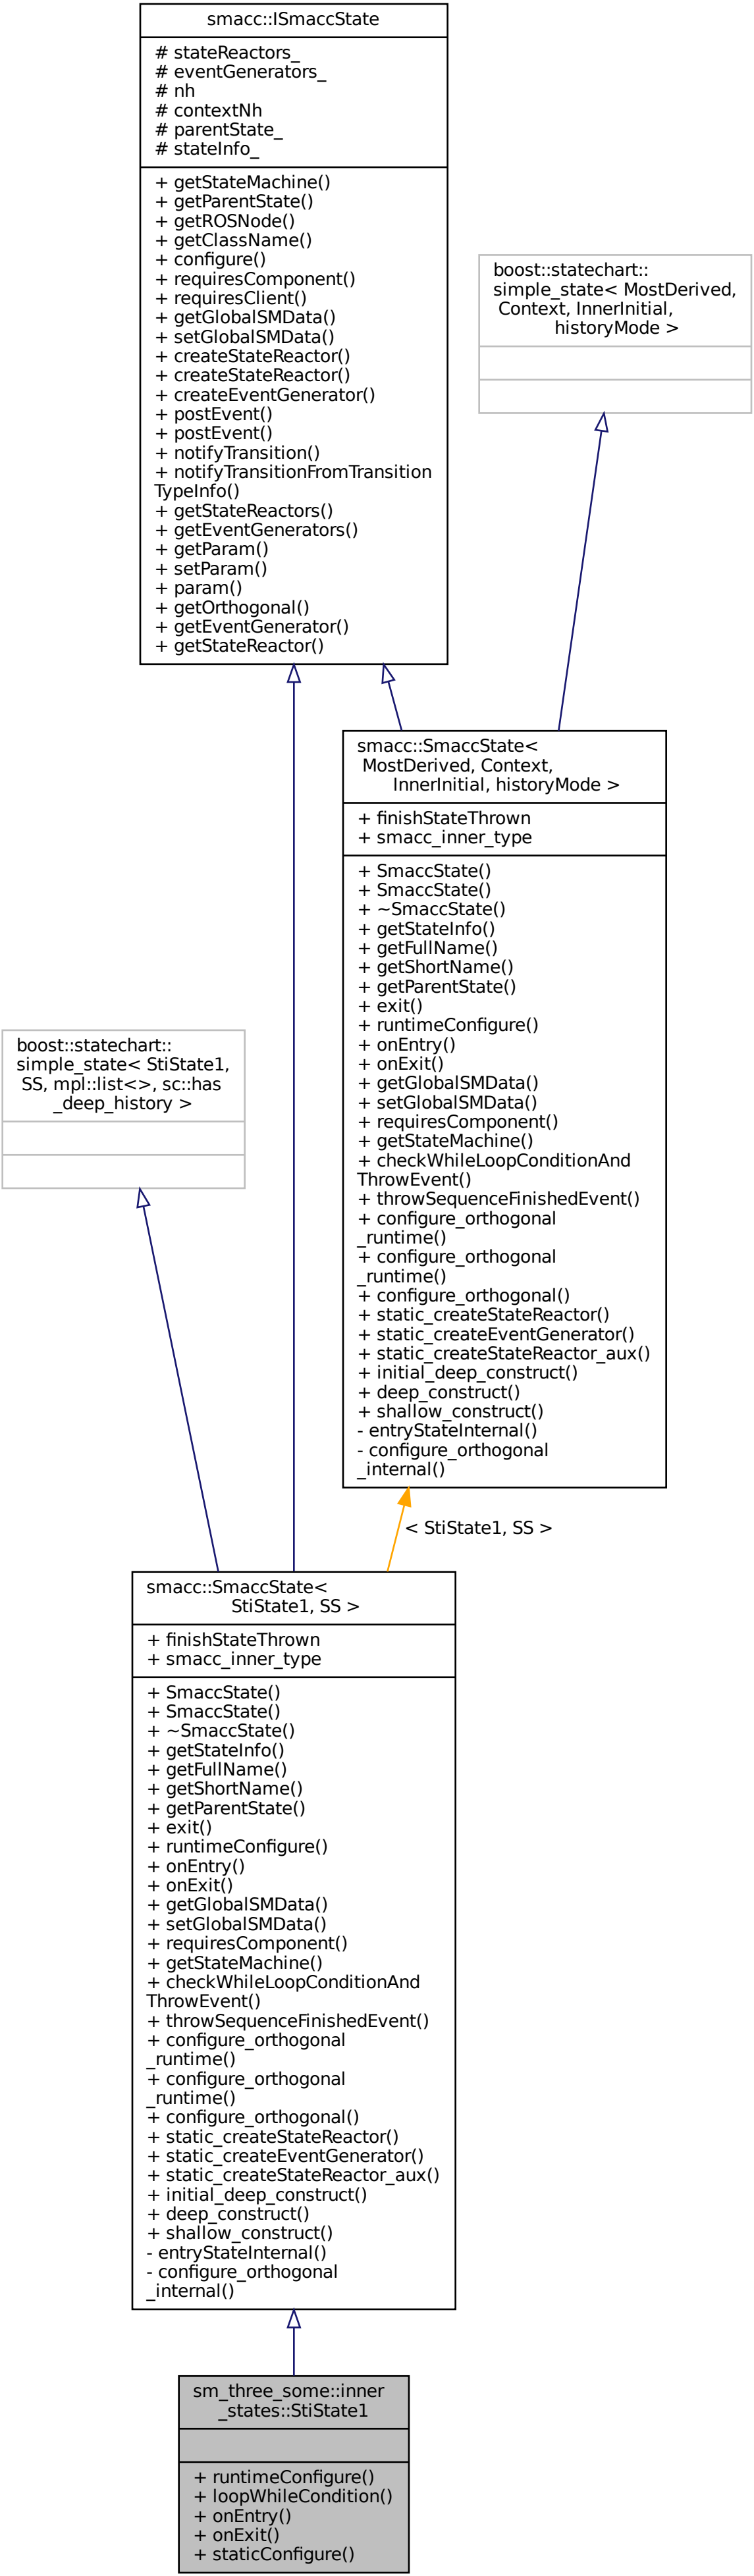 smacc::ISmaccState
# stateReactors_
# eventGenerators_
# nh
# contextNh
# parentState_
# stateInfo_
+ getStateMachine()
+ getParentState()
+ getROSNode()
+ getClassName()
+ configure()
+ requiresComponent()
+ requiresClient()
+ getGlobalSMData()
+ setGlobalSMData()
+ createStateReactor()
+ createStateReactor()
+ createEventGenerator()
+ postEvent()
+ postEvent()
+ notifyTransition()
+ notifyTransitionFromTransition
TypeInfo()
+ getStateReactors()
+ getEventGenerators()
+ getParam()
+ setParam()
+ param()
+ getOrthogonal()
+ getEventGenerator()
+ getStateReactor()
boost::statechart::
simple_state< MostDerived,
Context, InnerInitial,
historyMode >
smacc::SmaccState<
MostDerived, Context,
InnerInitial, historyMode >
+ finishStateThrown
+ smacc_inner_type
+ SmaccState()
+ SmaccState()
+ ~SmaccState()
+ getStateInfo()
+ getFullName()
+ getShortName()
+ getParentState()
+ exit()
+ runtimeConfigure()
+ onEntry()
+ onExit()
+ getGlobalSMData()
+ setGlobalSMData()
+ requiresComponent()
+ getStateMachine()
+ checkWhileLoopConditionAnd
ThrowEvent()
+ throwSequenceFinishedEvent()
+ configure_orthogonal
_runtime()
+ configure_orthogonal
_runtime()
+ configure_orthogonal()
+ static_createStateReactor()
+ static_createEventGenerator()
+ static_createStateReactor_aux()
+ initial_deep_construct()
+ deep_construct()
+ shallow_construct()
- entryStateInternal()
- configure_orthogonal
_internal()
boost::statechart::
simple_state< StiState1,
SS, mpl::list<>, sc::has
_deep_history >
< StiState1, SS >
smacc::SmaccState<
StiState1, SS >
+ finishStateThrown
+ smacc_inner_type
+ SmaccState()
+ SmaccState()
+ ~SmaccState()
+ getStateInfo()
+ getFullName()
+ getShortName()
+ getParentState()
+ exit()
+ runtimeConfigure()
+ onEntry()
+ onExit()
+ getGlobalSMData()
+ setGlobalSMData()
+ requiresComponent()
+ getStateMachine()
+ checkWhileLoopConditionAnd
ThrowEvent()
+ throwSequenceFinishedEvent()
+ configure_orthogonal
_runtime()
+ configure_orthogonal
_runtime()
+ configure_orthogonal()
+ static_createStateReactor()
+ static_createEventGenerator()
+ static_createStateReactor_aux()
+ initial_deep_construct()
+ deep_construct()
+ shallow_construct()
- entryStateInternal()
- configure_orthogonal
_internal()
sm_three_some::inner
_states::StiState1
+ runtimeConfigure()
+ loopWhileCondition()
+ onEntry()
+ onExit()
+ staticConfigure()